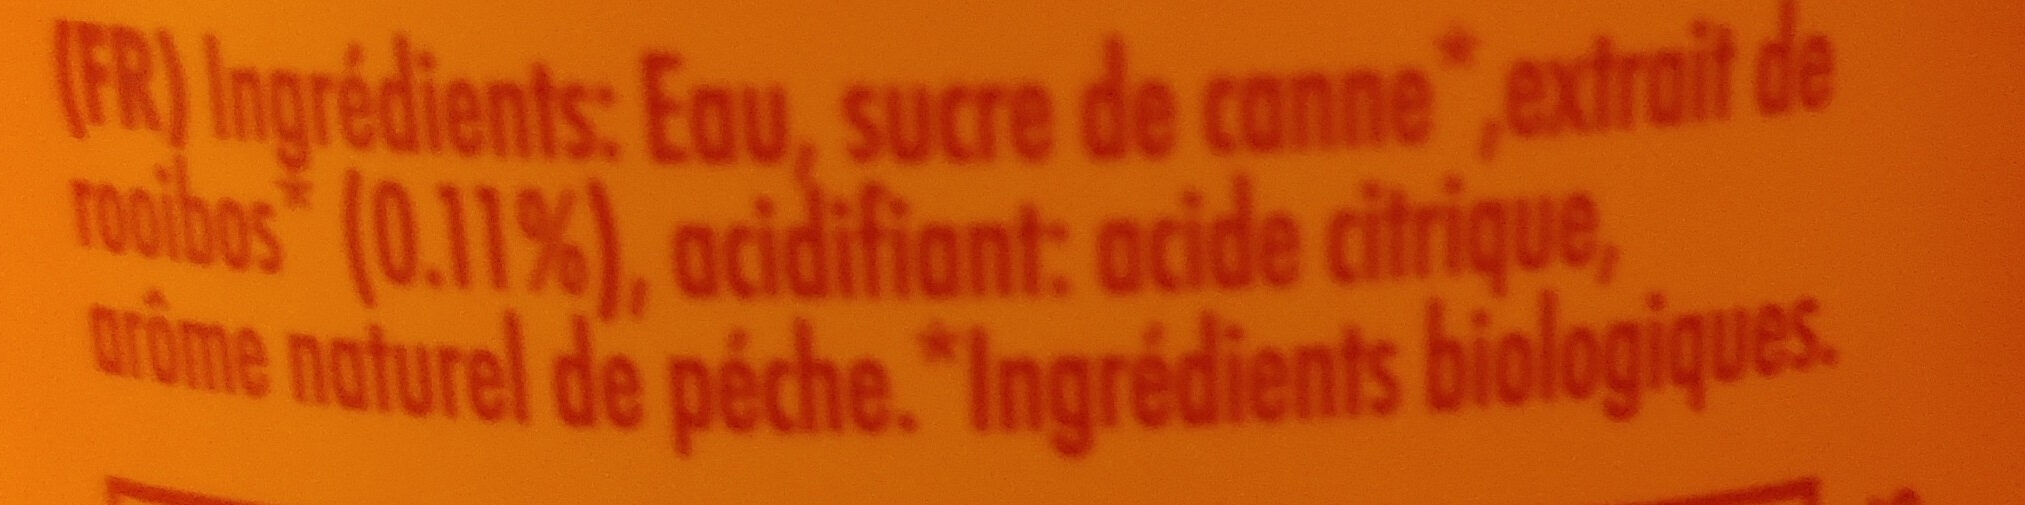 (FR) Ingrédients: Eau, sucre de canne* ,extrait de
rooibos* (0.11%), acidifiant: acide citrique,
arôme naturel de péche. *Ingrédients biologiques.